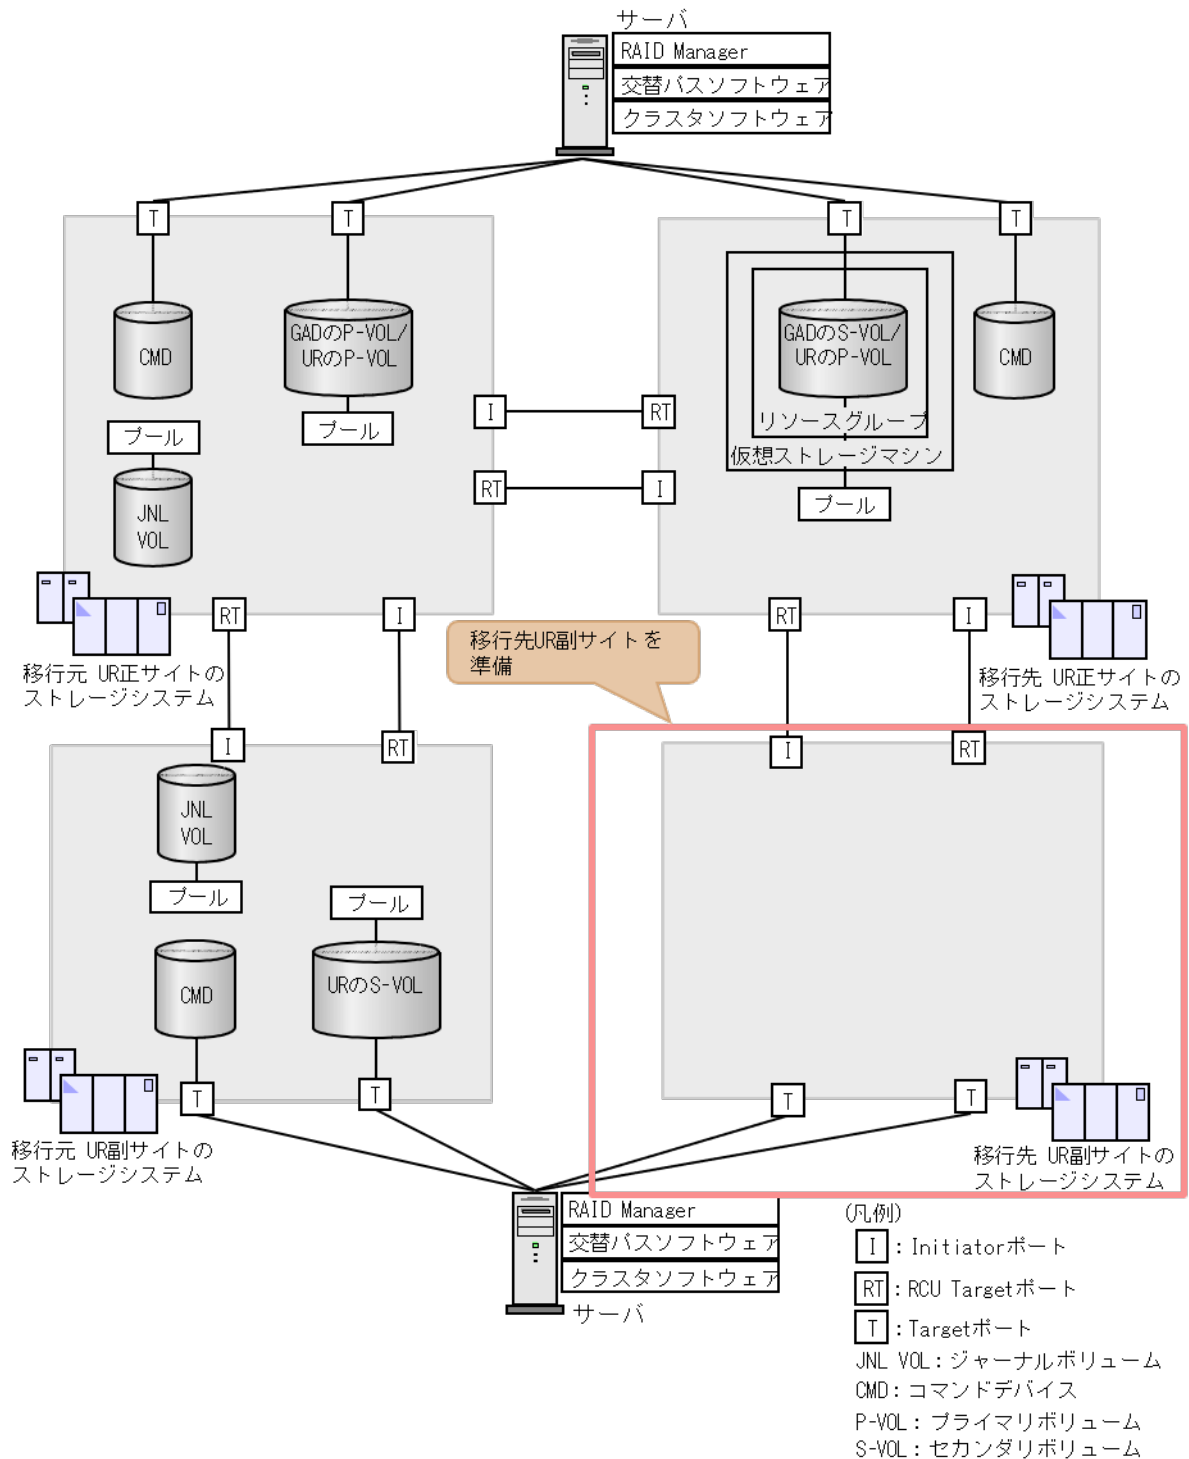 サーバ
RAID Manager
交替パスソフトウェア
クラスタソフトウェア
T
T
T
T
CMD
GADのP-VOL/
URのP-VOL
GADのS-VOL/
URのP-VOL
CMD
プール
プール
I
RT
リソースグループ
仮想ストレージマシン
JNL
VOL
RT
I
プール
RT
I
RT
I
移行元 UR正サイトの
ストレージシステム
移行先UR副サイトを
準備
移行先 UR正サイトの
ストレージシステム
I
RT
I
RT
JNL
VOL
プール
プール
CMD
URのS-VOL
T
T
T
T
移行元 UR副サイトの
ストレージシステム
移行先 UR副サイトの
ストレージシステム
RAID Manager
交替パスソフトウェア
クラスタソフトウェア
サーバ
(凡例)
I：Initiatorポート
RT：RCU Targetポート
T：Targetポート
JNL VOL：ジャーナルボリューム
CMD：コマンドデバイス
P-VOL：プライマリボリューム
S-VOL：セカンダリボリューム